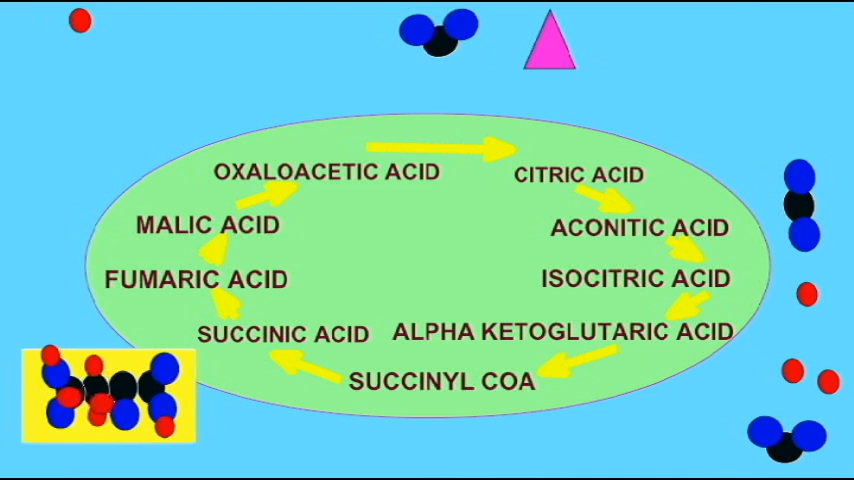 OXALOACETIC ACID
CITRIC ACID
MALIC ACID
ACONITIC ACID
FUMARIC ACID
ISOCITRIC ACID
SUCCINIC ACID
ALPHA KETOGLUTARIC ACID
SUCCINYL COA